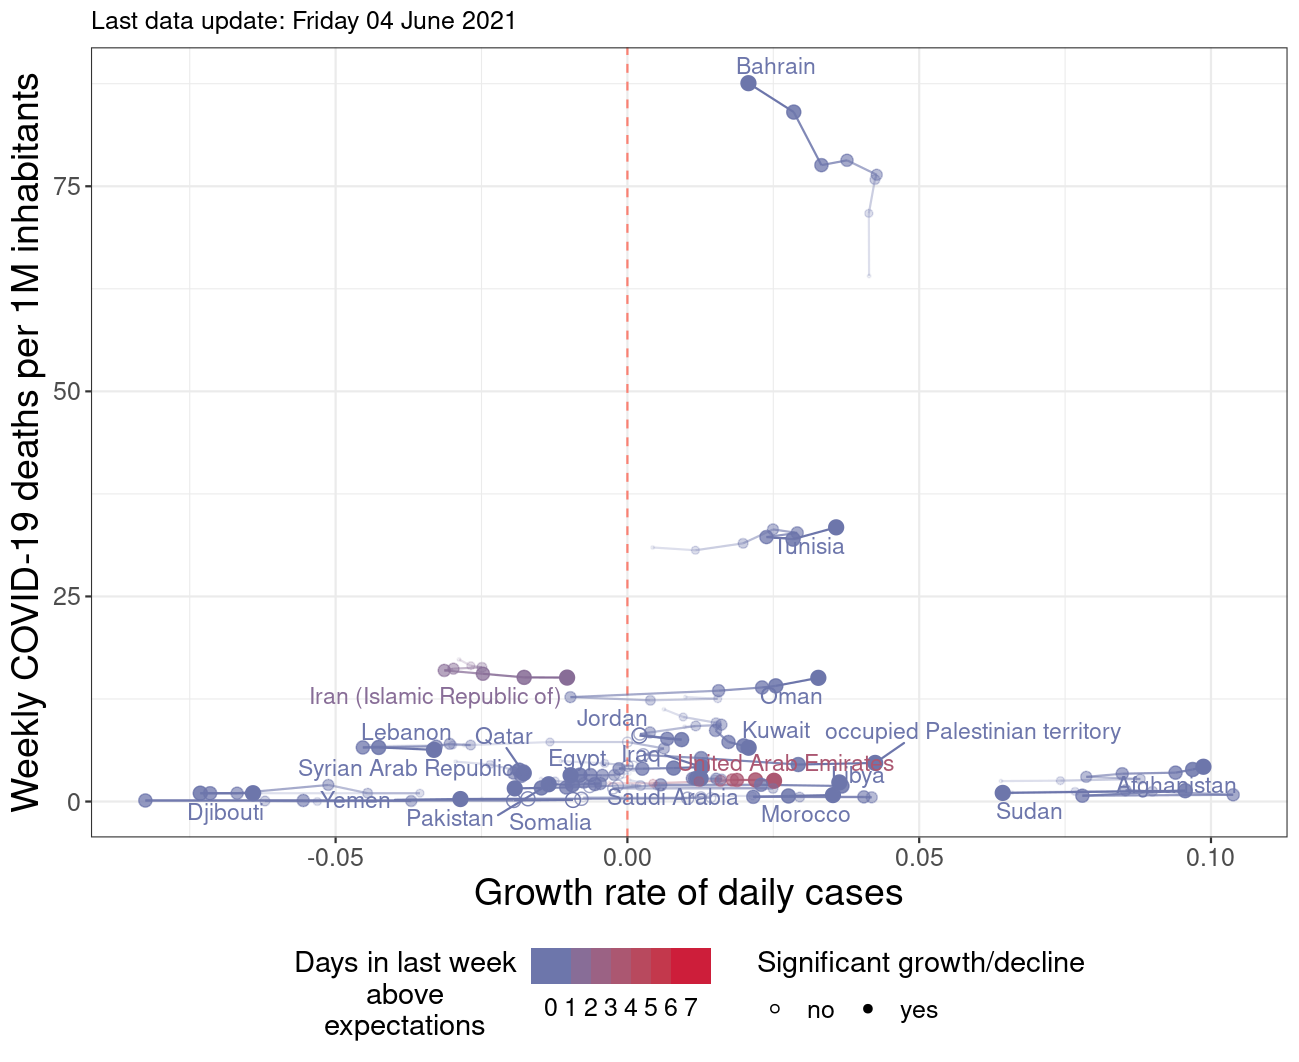 Last data update: Friday 04 June 2021
Weekly COVID-19 deaths per 1M inhabitants
75
50
25
0
Bahrain
Tunisia
Iran (Islamic Republic of)
Oman
Jordan
Lebanon
Qatar
Kuwait
occupied Palestinian territory
Egypt
Iraq
United Arab Emirates
Syrian Arab Republic
Libya
Afghanistan
Yemen
Saudi Arabia
Djibouti
Pakistan
Somalia
Morocco
Sudan
-0.05
0.00
0.05
0.10
Growth rate of daily cases
Days in last week
above
expectations
0 1 2 3 4 5 6 7
Significant growth/decline
no
yes